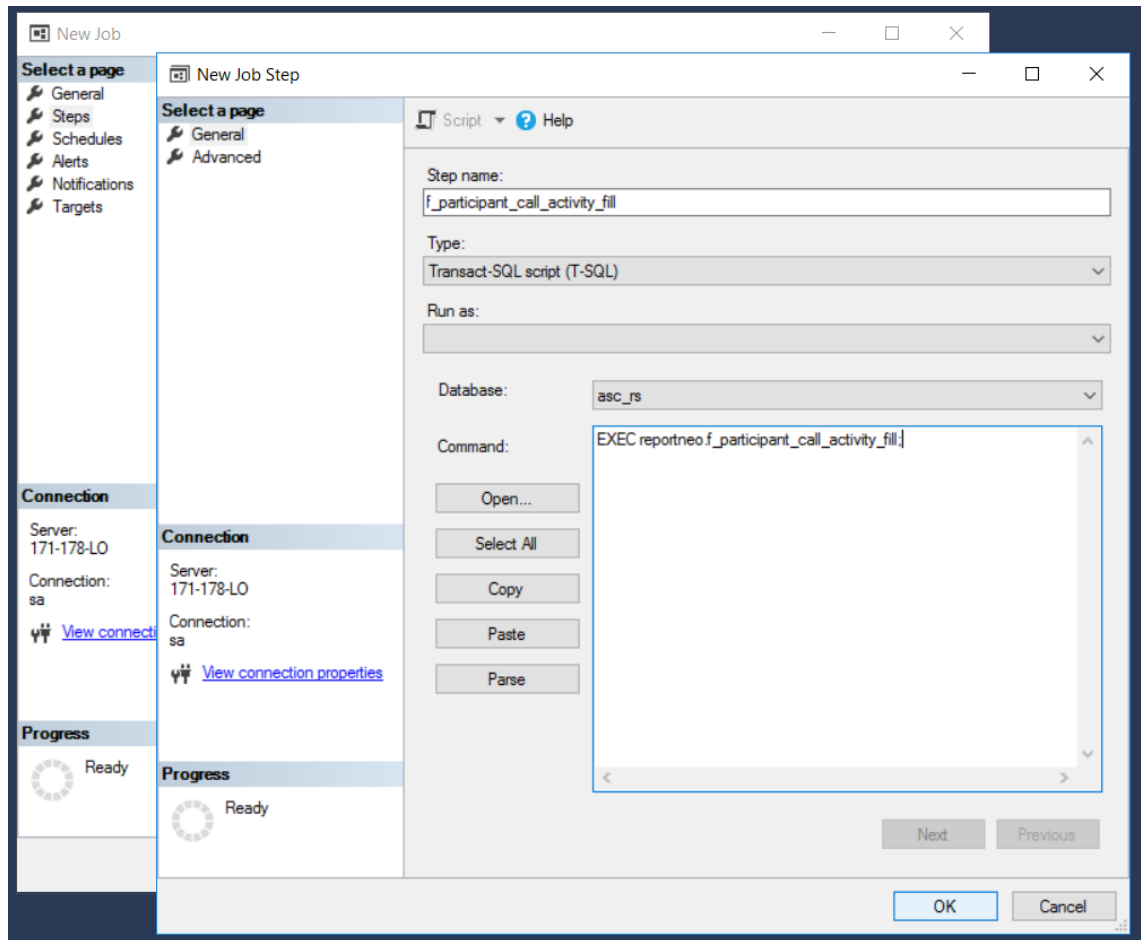 New Job
Select a page
General
Steps
Schedules
Alerts
Notifications
Targets
Connection
Server:
171-178-LO
Connection:
sa
View connecti
Progress
Ready
New Job Step
Select a page
General
Advanced
Connection
Server:
171-178-LO
Connection:
sa
View connection properties
Progress
Ready
Script Help
Step name:
f_participant_call_activity_fill
Type:
Transact-SQL script (T-SQL)
Run as:
Database: asc_rs
Command: EXEC reportneo.f_participant_call_activity_fill;
Open...
Select All
Copy
Paste
Parse
Next Previous
OK Cancel